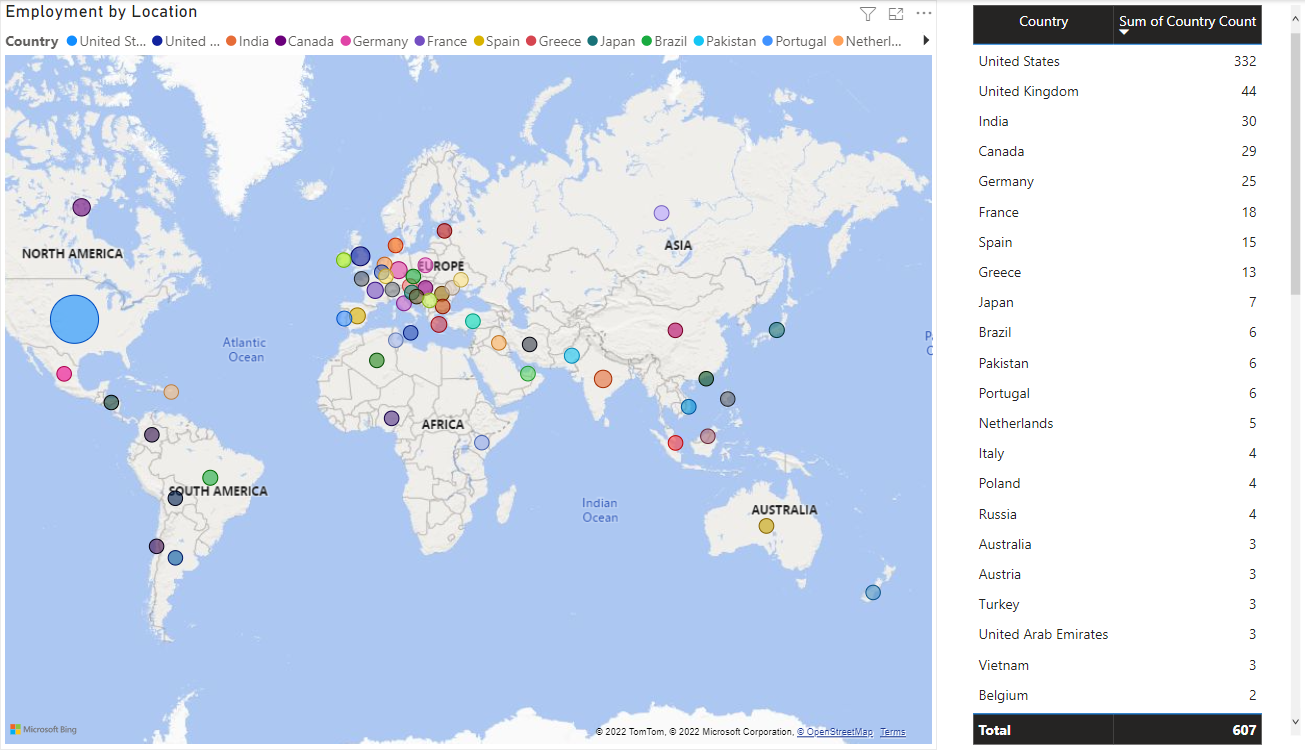 Employment by Location
Country United St... United ... India Canada Germany France Spain Greece Japan Brazil Pakistan Portugal Netherl...
NORTH AMERICA
EUROPE
ASIA
Atlantic
Ocean
P
O
AFRICA
SOUTH AMERICA
Indian
Ocean
AUSTRALIA
Microsoft Bing
© 2022 TomTom, © 2022 Microsoft Corporation, © OpenStreetMap Terms
Country Sum of Country Count
United States 332
United Kingdom 44
India 30
Canada 29
Germany 25
France 18
Spain 15
Greece 13
Japan 7
Brazil 6
Pakistan 6
Portugal 6
Netherlands 5
Italy 4
Poland 4
Russia 4
Australia 3
Austria 3
Turkey 3
United Arab Emirates 3
Vietnam 3
Belgium 2
Total 607